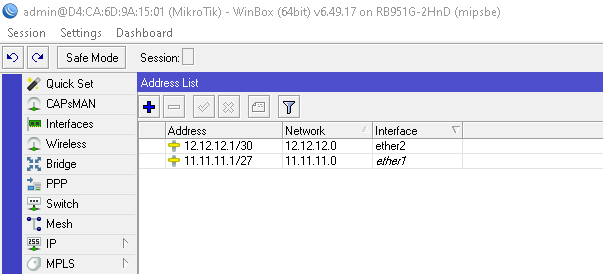 admin@D4:CA:6D:9A:15:01 (MikroTik) - WinBox (64bit) v6.49.17 on RB951G-2HnD (mipsbe)
Session Settings Dashboard
Safe Mode Session:
Quick Set
CAPsMAN
Interfaces
Wireless
Bridge
PPP
Switch
Mesh
255
IP
MPLS
Address List
Address Network Interface
12.12.12.1/30 12.12.12.0 ether2
11.11.11.1/27 11.11.11.0 ether1